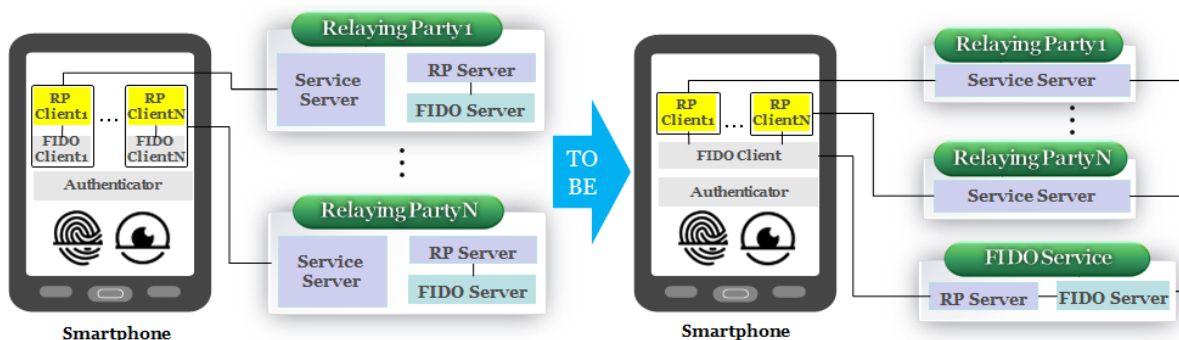 Relaying Party1
Service
Server
RP Server
FIDO Server
RP
Client1
...
RP
ClientN
FIDO
Client1
FIDO
ClientN
Authenticator
Relaying PartyN
Service
Server
RP Server
FIDO Server
Smartphone
TO
BE
RP
Client1
...
RP
ClientN
FIDO Client
Authenticator
Smartphone
Relaying Party1
Service Server
Relaying PartyN
Service Server
FIDO Service
RP Server
FIDO Server